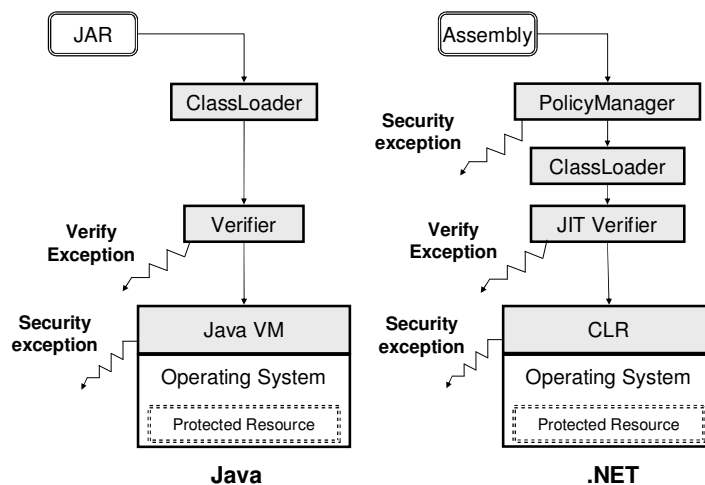 JAR
ClassLoader
Verifier
Verify
Exception
Security
exception
Java VM
Operating System
Protected Resource
Java
Assembly
PolicyManager
Security
exception
ClassLoader
JIT Verifier
Verify
Exception
Security
exception
CLR
Operating System
Protected Resource
.NET